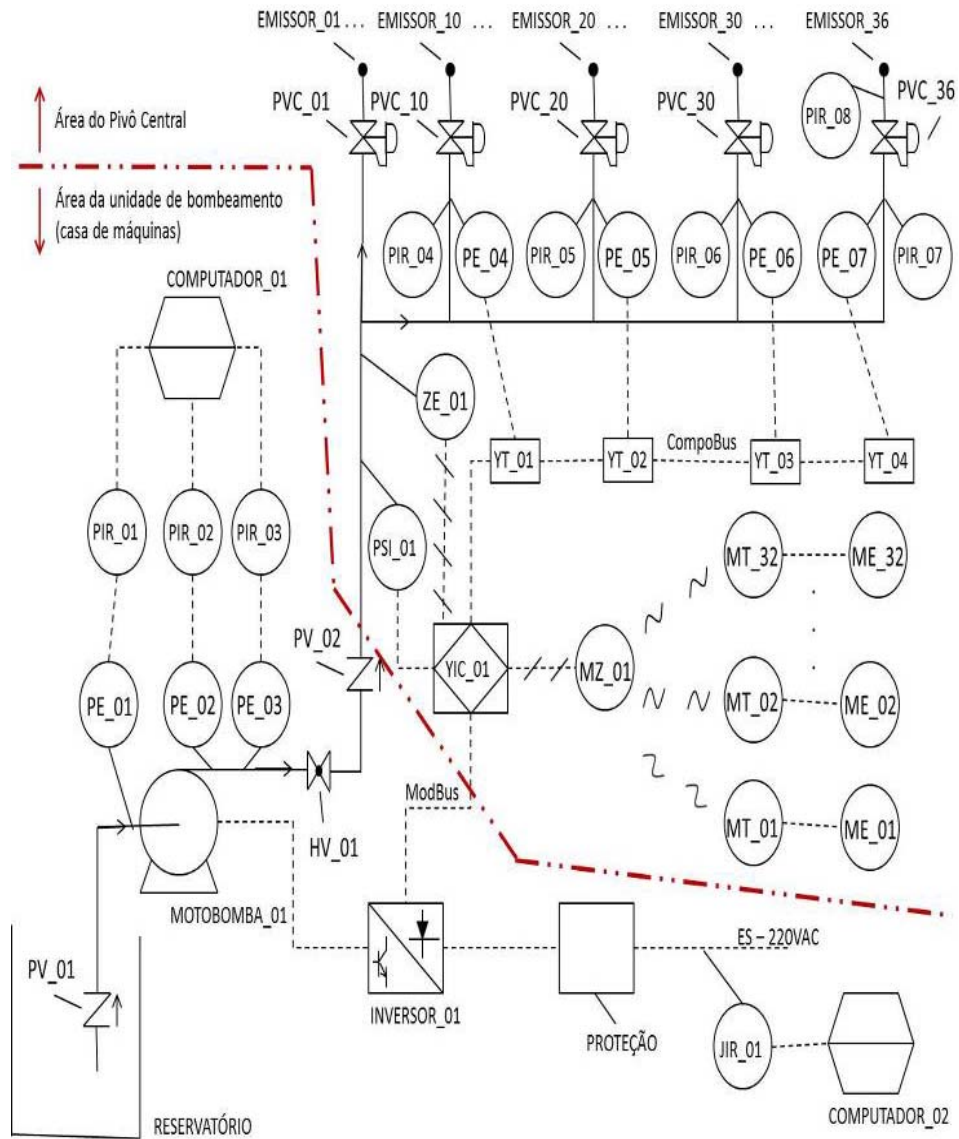 EMISSOR_01 ... EMISSOR_10 ... EMISSOR_20 ... EMISSOR_30 ... EMISSOR_36
PVC_01 PVC_10 PVC_20 PVC_30 PIR_08 PVC_36
Área do Pivô Central
Área da unidade de bombeamento
(casa de máquinas)
PIR_04 PE_04 PIR_05 PE_05 PIR_06 PE_06 PE_07 PIR_07
COMPUTADOR_01
ZE_01
CompoBus
YT_01 YT_02 YT_03 YT_04
PIR_01 PIR_02 PIR_03
PSI_01
MT_32 ME_32
PV_02
YIC_01 MZ_01
PE_01 PE_02 PE_03
MT_02 ME_02
ModBus
HV_01
MT_01 ME_01
MOTOBOMBA_01
ES – 220VAC
PV_01
INVERSOR_01
PROTEÇÃO
JIR_01
COMPUTADOR_02
RESERVATÓRIO